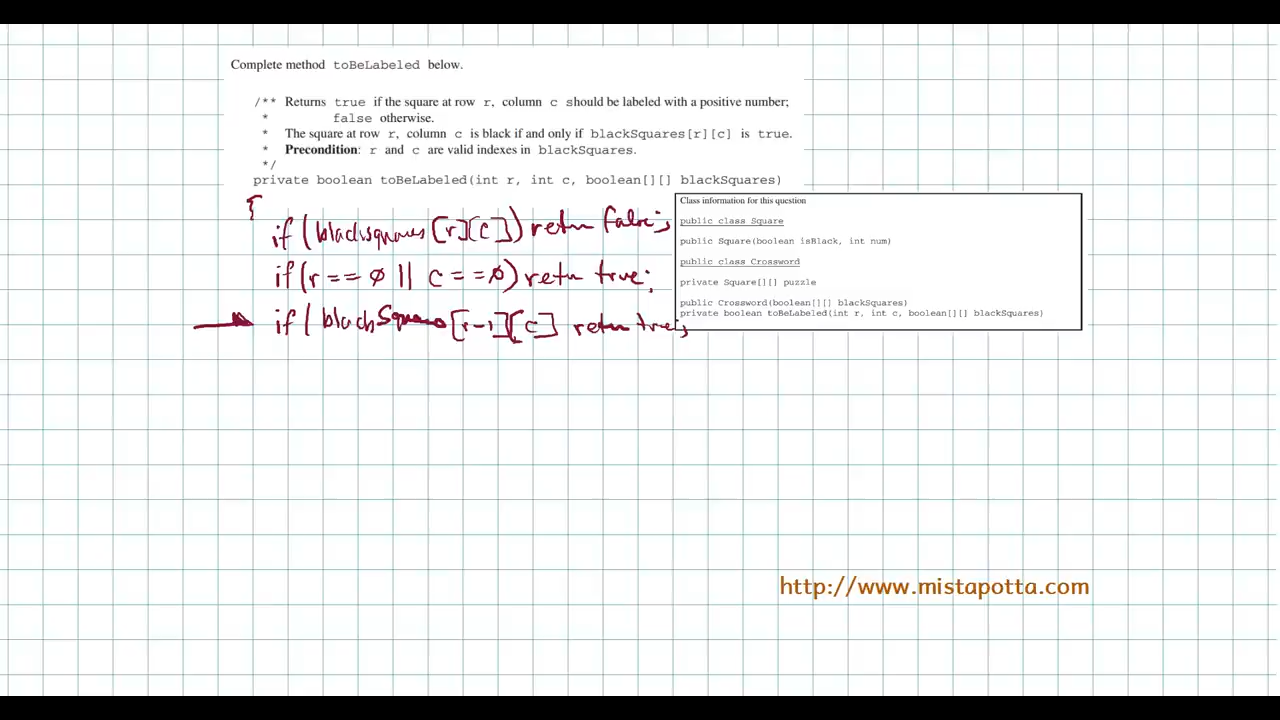 Complete method toBeLabeled below.
/** Returns true if the square at row r, column c should be labeled with a positive number;
* false otherwise.
* The square at row r, column c is black if and only if blackSquares[r][c] is true.
* Precondition: r and c are valid indexes in blackSquares.
*/
private boolean toBeLabeled(int r, int c, boolean[][] blackSquares)
{
if (blacksquares [r][c]) return false;
if (r == 0 || c == 0) return true;
if ( blackSquares [r-1][c] return true;
Class information for this question
public class Square
public Square(boolean isBlack, int num)
public class Crossword
private Square[][] puzzle
public Crossword(boolean[][] blackSquares)
private boolean toBeLabeled(int r, int c, boolean[][] blackSquares)
http://www.mistapotta.com